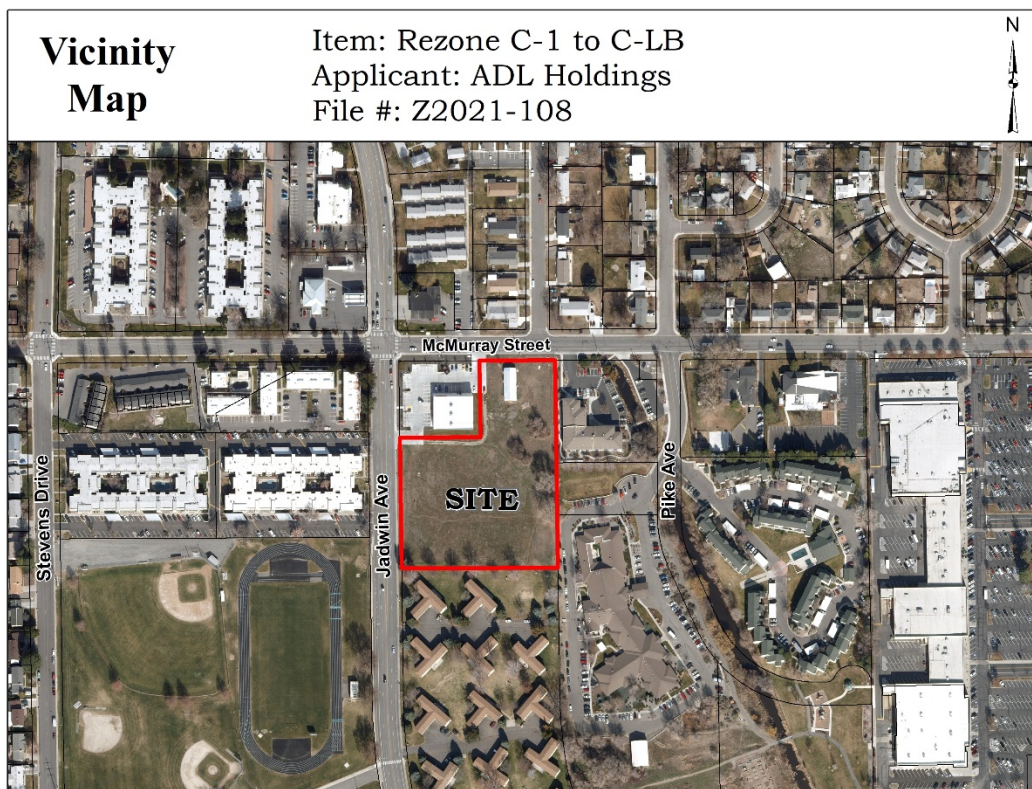 Vicinity
Map
Item: Rezone C-1 to C-LB
Applicant: ADL Holdings
File #: Z2021-108
N
McMurray Street
SITE
Stevens Drive
Jadwin Ave
Pike Ave